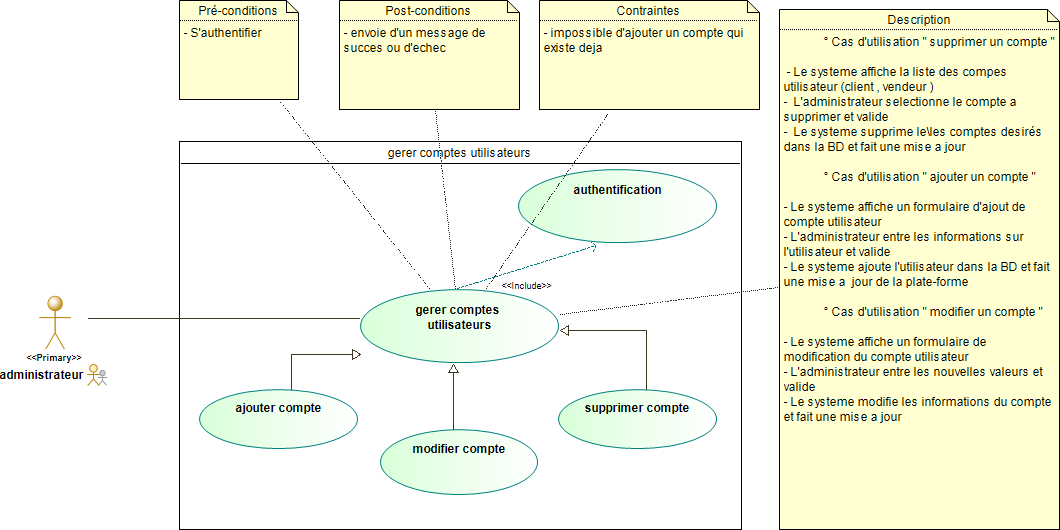 Pré-conditions
- S'authentifier
Post-conditions
- envoie d'un message de
succes ou d'echec
Contraintes
- impossible d'ajouter un compte qui
existe deja
Description
° Cas d'utilisation " supprimer un compte "
- Le systeme affiche la liste des compes
utilisateur (client , vendeur )
- L'administrateur selectionne le compte a
supprimer et valide
- Le systeme supprime le\les comptes desirés
dans la BD et fait une mise a jour
° Cas d'utilisation " ajouter un compte "
- Le systeme affiche un formulaire d'ajout de
compte utilisateur
- L'administrateur entre les informations sur
l'utilisateur et valide
- Le systeme ajoute l'utilisateur dans la BD et fait
une mise a jour de la plate-forme
° Cas d'utilisation " modifier un compte "
- Le systeme affiche un formulaire de
modification du compte utilisateur
- L'administrateur entre les nouvelles valeurs et
valide
- Le systeme modifie les informations du compte
et fait une mise a jour
gerer comptes utilisateurs
authentification
<<Include>>
gerer comptes
utilisateurs
<<Primary>>
administrateur
ajouter compte
modifier compte
supprimer compte